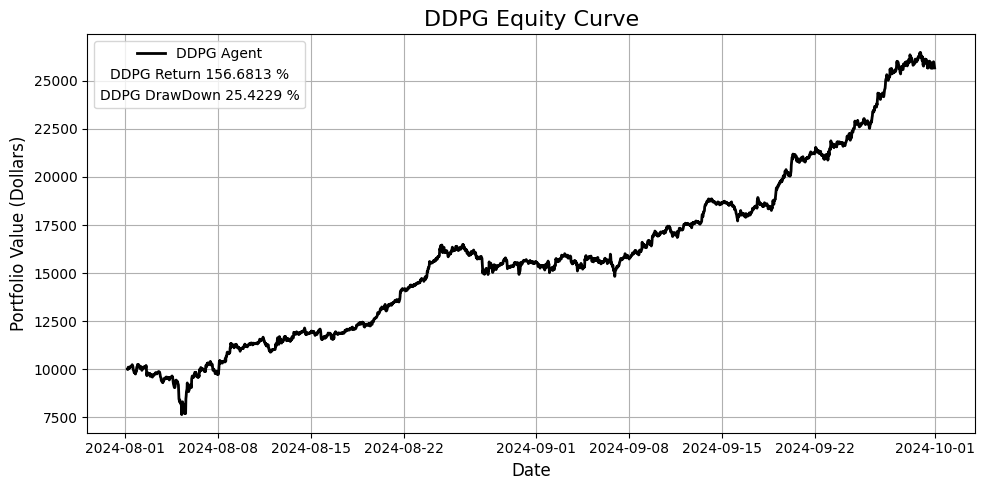 DDPG Equity Curve
DDPG Agent
DDPG Return 156.6813 %
DDPG DrawDown 25.4229 %
Portfolio Value (Dollars)
25000
22500
20000
17500
15000
12500
10000
7500
2024-08-01 2024-08-08 2024-08-15 2024-08-22 2024-09-01 2024-09-08 2024-09-15 2024-09-22 2024-10-01
Date